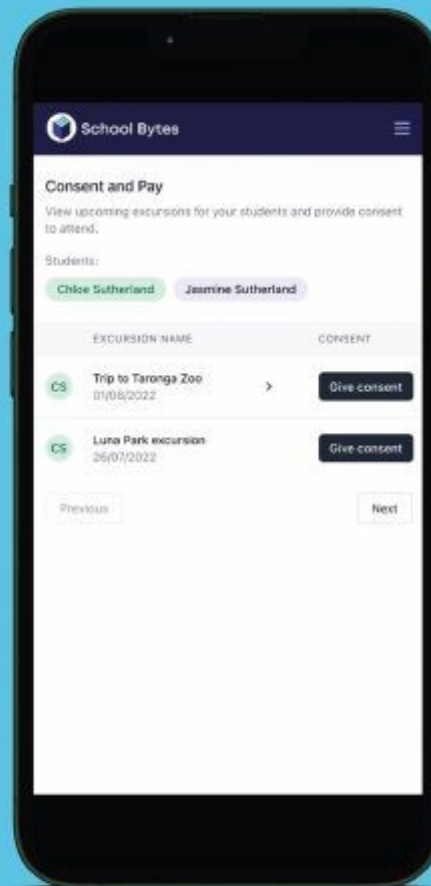 School Bytes
Consent and Pay
View upcoming excursions for your students and provide consent
to attend.
Students:
Chloe Sutherland Jasmine Sutherland
EXCURSION NAME CONSENT
CS Trip to Taronga Zoo > Give consent
01/08/2022
CS Luna Park excursion Give consent
26/07/2022
Previous Next